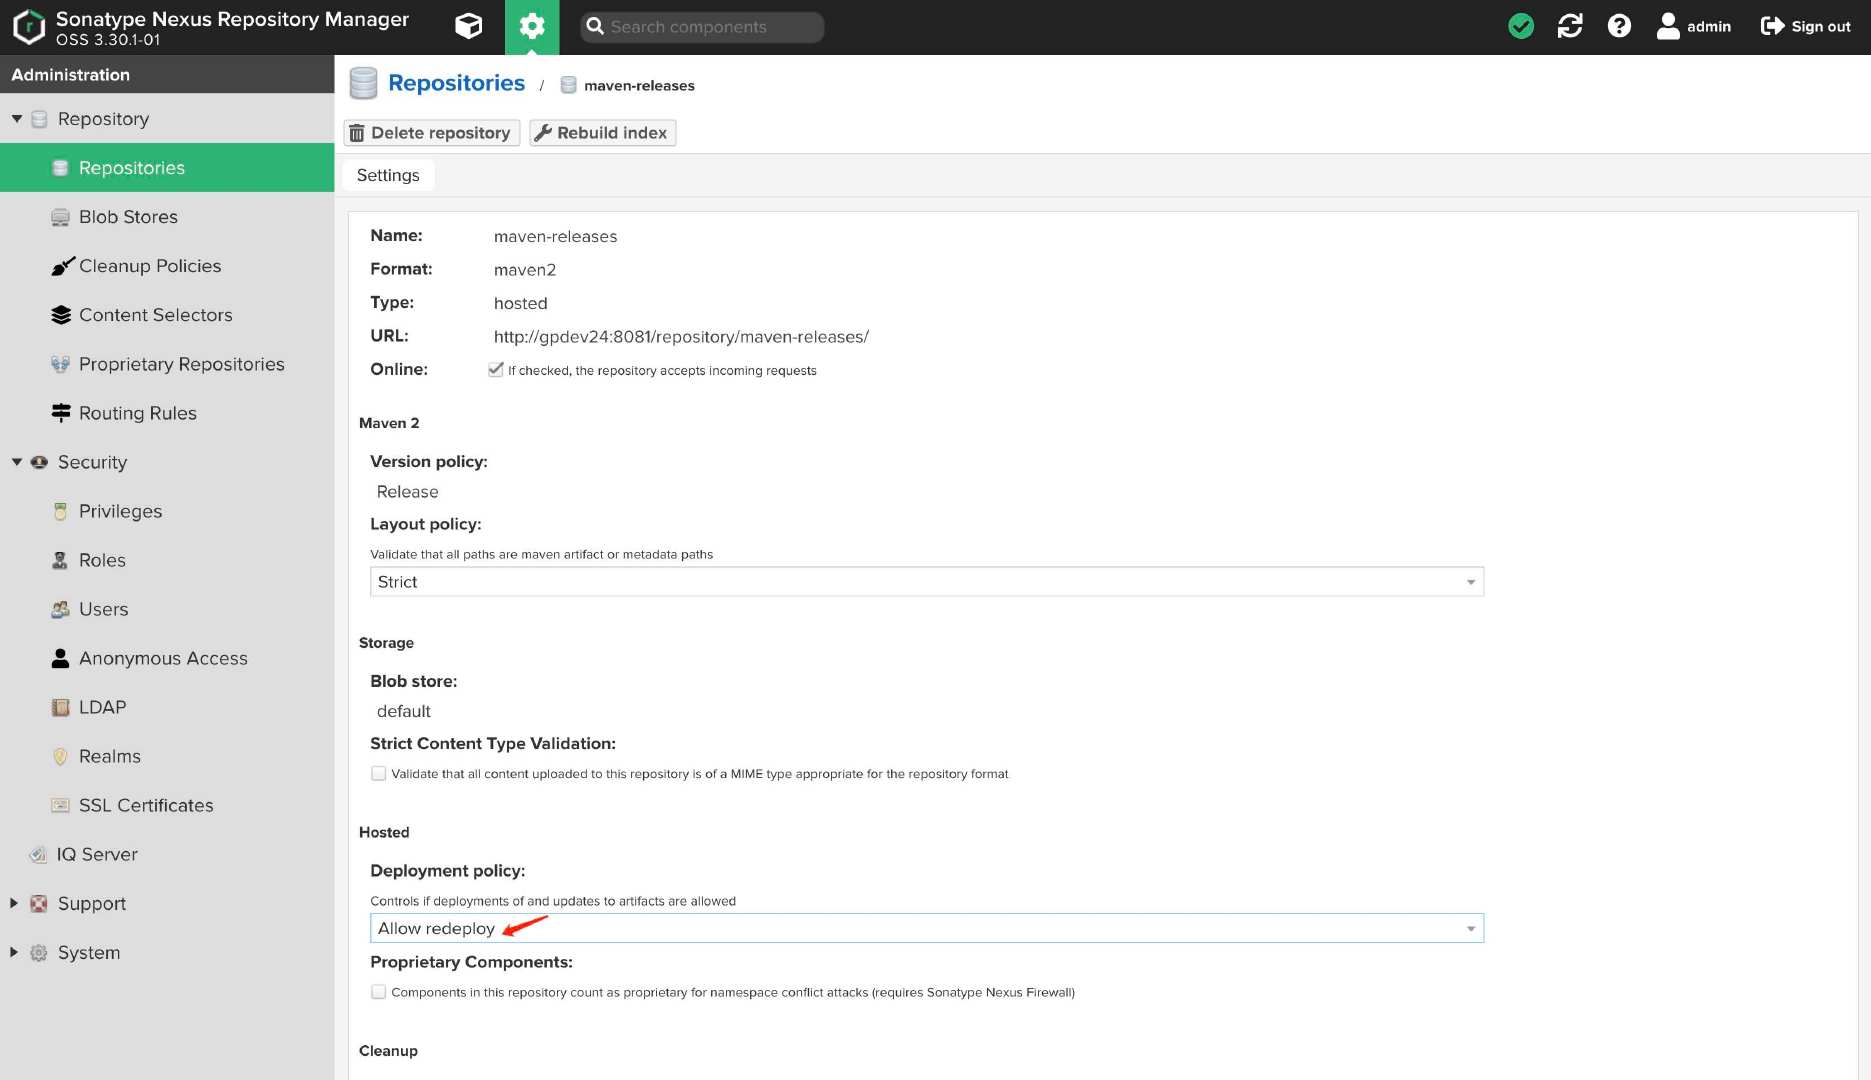 Sonatype Nexus Repository Manager
OSS 3.30.1-01
Search components
admin
Sign out
Administration
Repository
Repositories
Blob Stores
Cleanup Policies
Content Selectors
Proprietary Repositories
Routing Rules
Security
Privileges
Roles
Users
Anonymous Access
LDAP
Realms
SSL Certificates
IQ Server
Support
System
Repositories / maven-releases
Delete repository
Rebuild index
Settings
Name: maven-releases
Format: maven2
Type: hosted
URL: http://gpdev24:8081/repository/maven-releases/
Online: If checked, the repository accepts incoming requests
Maven 2
Version policy:
Release
Layout policy:
Validate that all paths are maven artifact or metadata paths
Strict
Storage
Blob store:
default
Strict Content Type Validation:
Validate that all content uploaded to this repository is of a MIME type appropriate for the repository format
Hosted
Deployment policy:
Controls if deployments of and updates to artifacts are allowed
Allow redeploy
Proprietary Components:
Components in this repository count as proprietary for namespace conflict attacks (requires Sonatype Nexus Firewall)
Cleanup